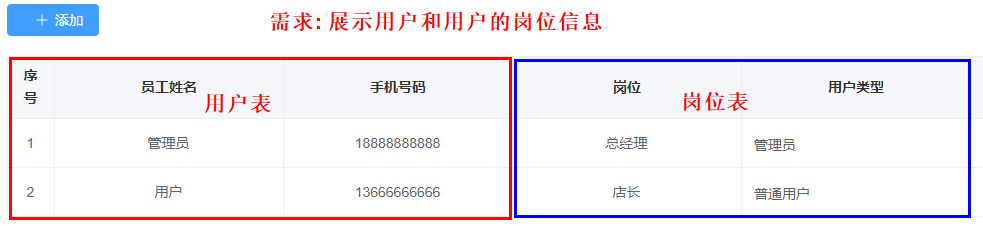 + 添加
需求: 展示用户和用户的岗位信息
序号 员工姓名 手机号码 岗位 用户类型
用户表 岗位表
1 管理员 18888888888 总经理 管理员
2 用户 13666666666 店长 普通用户